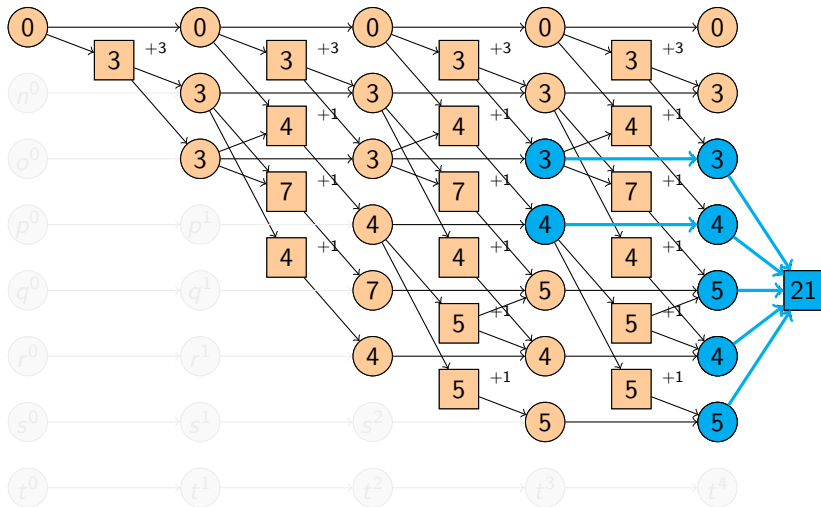 0 0 0 0 0
3 +3 3 +3 3 +3 3 +3
n⁰ 3 3 3 3
4 +1 4 +1 4 +1
o⁰ 3 3 3 3
7 +1 7 +1 7 +1
p⁰ p¹ 4 4 4
4 +1 4 +1 4 +1
q⁰ q¹ 7 5 5 21
5 +1 5 +1
r⁰ r¹ 4 4 4
5 +1 5 +1
s⁰ s¹ s² 5 5
t⁰ t¹ t² t³ t⁴